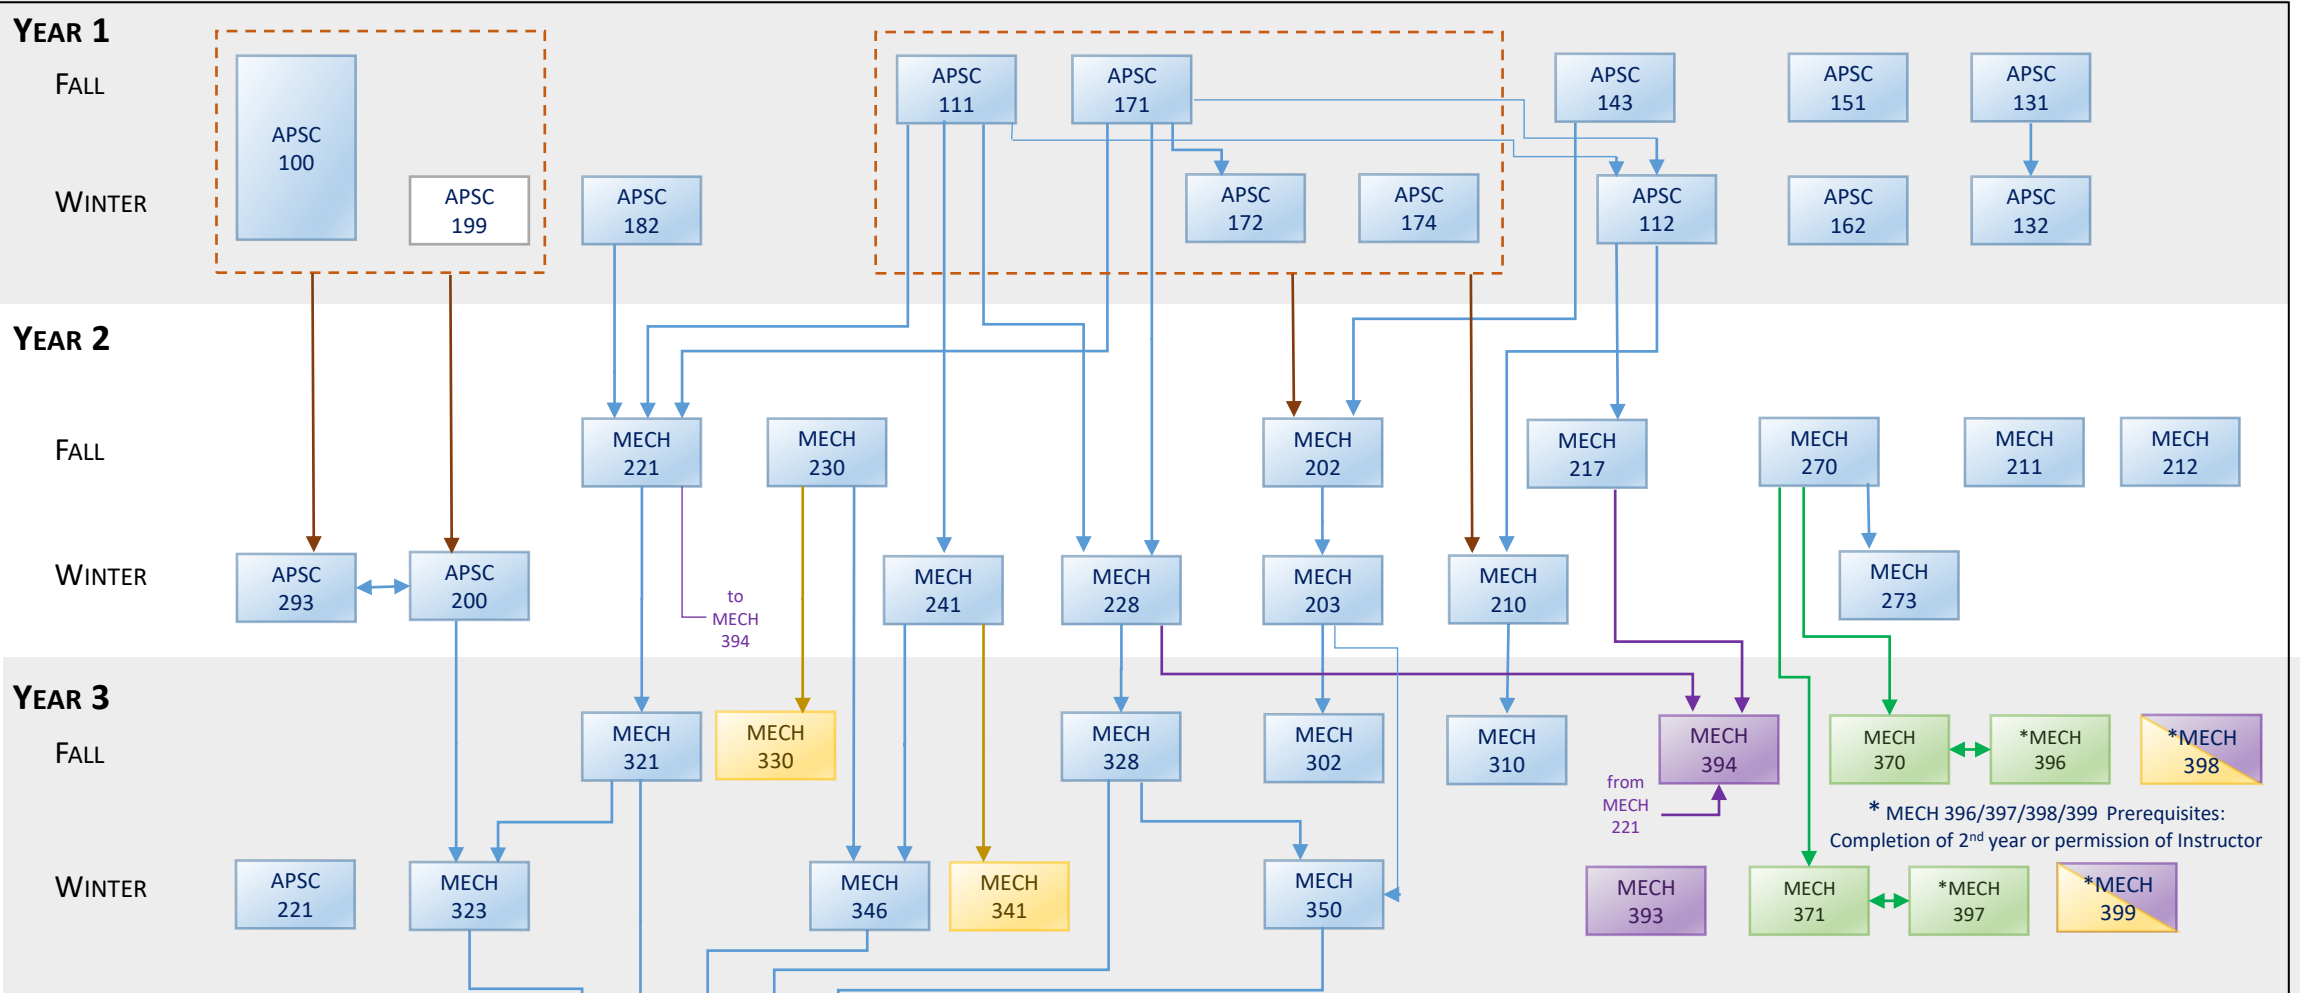 YEAR 1
FALL
APSC
100
APSC
111
APSC
171
APSC
143
APSC
151
APSC
131
WINTER
APSC
199
APSC
182
APSC
172
APSC
174
APSC
112
APSC
162
APSC
132
YEAR 2
FALL
MECH
221
MECH
230
MECH
202
MECH
217
MECH
270
MECH
211
MECH
212
WINTER
APSC
293
APSC
200
to
MECH
394
MECH
241
MECH
228
MECH
203
MECH
210
MECH
273
YEAR 3
FALL
MECH
321
MECH
330
MECH
328
MECH
302
MECH
310
from
MECH
221
MECH
394
MECH
370
*MECH
396
*MECH
398
* MECH 396/397/398/399 Prerequisites:
Completion of 2nd year or permission of Instructor
WINTER
APSC
221
MECH
323
MECH
346
MECH
341
MECH
350
MECH
393
MECH
371
*MECH
397
*MECH
399